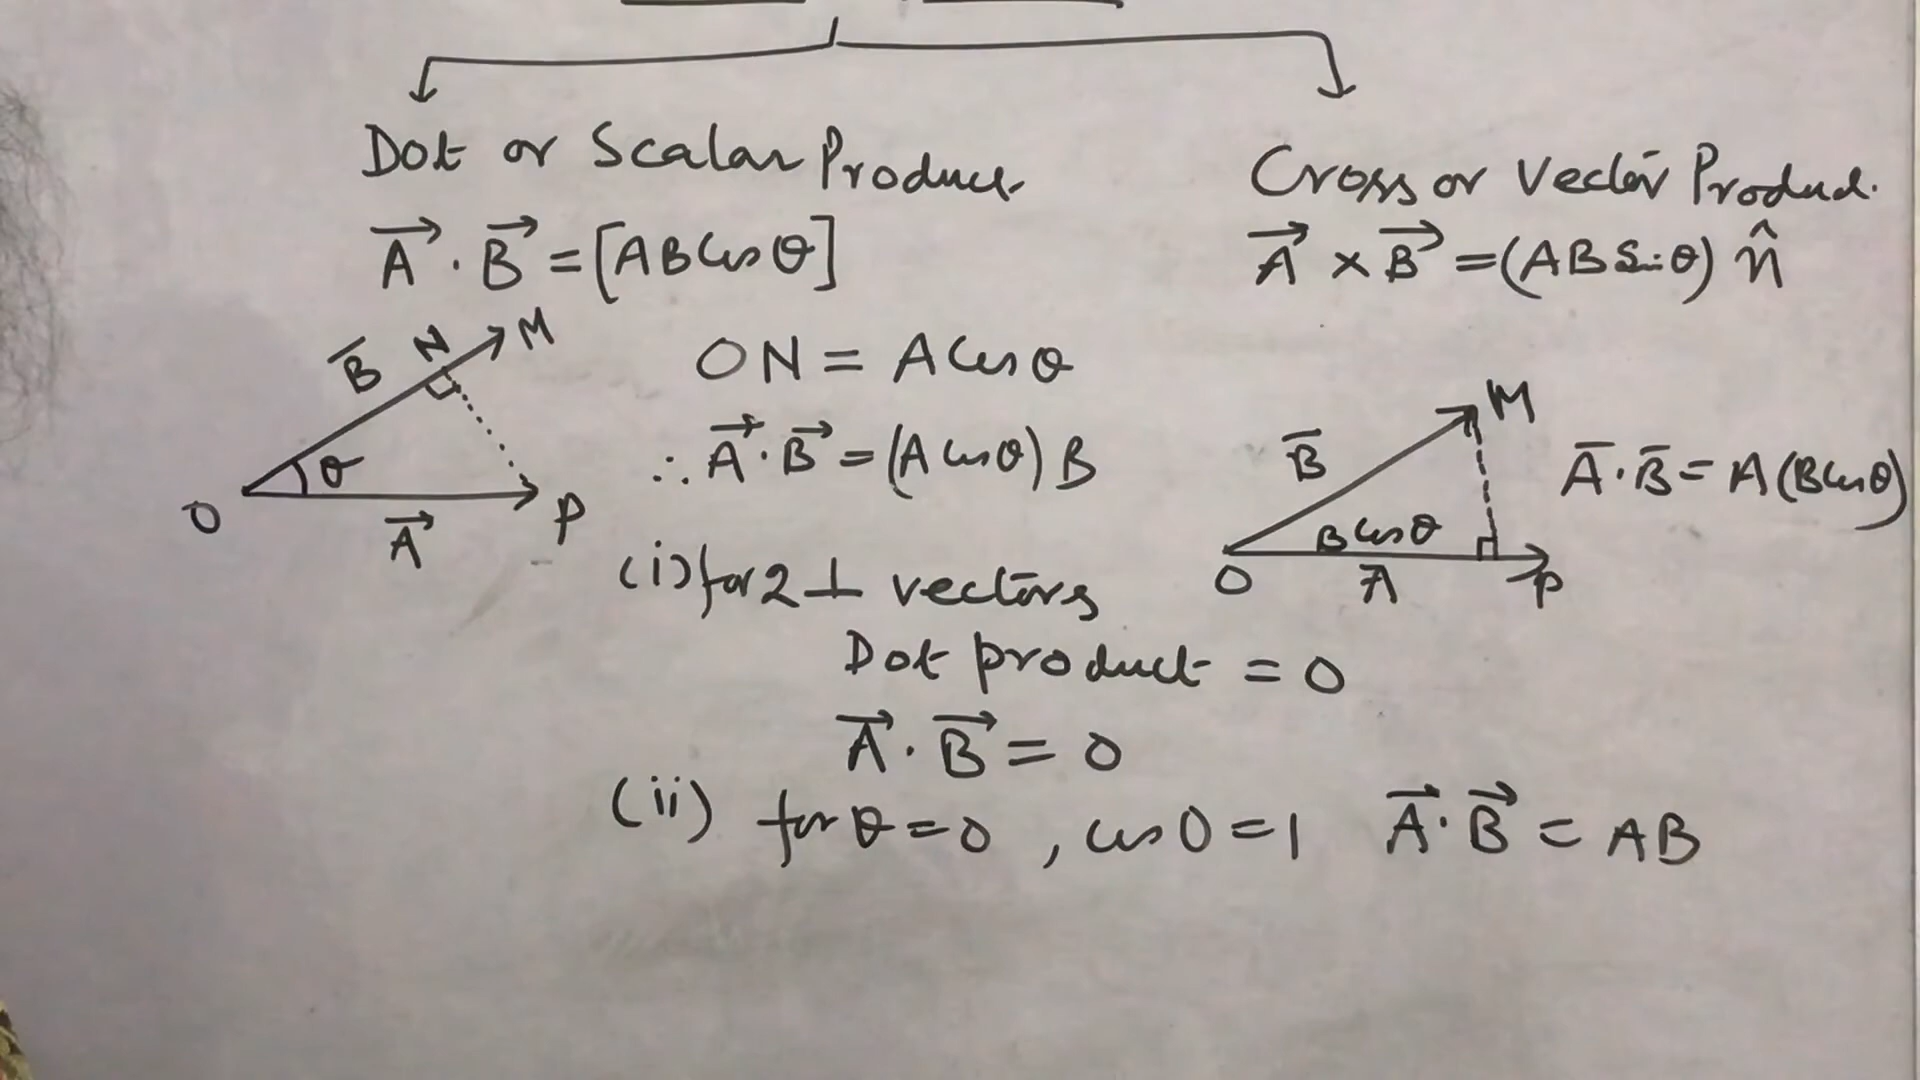 Dot or Scalar Product
A⃗ · B⃗ = [AB Cos θ]
Cross or Vector Product.
A⃗ × B⃗ = (AB Sin θ) n̂
B̅ N M
θ
O A⃗ P
ON = A Cos θ
∴ A⃗ · B⃗ = (A Cos θ) B
M
B̅
B Cos θ
O A̅ P
A̅ · B̅ = A (B Cos θ)
(i) for 2 ⊥ vectors
Dot product = 0
A⃗ · B⃗ = 0
(ii) for θ = 0 , cos 0 = 1 A⃗ · B⃗ = AB